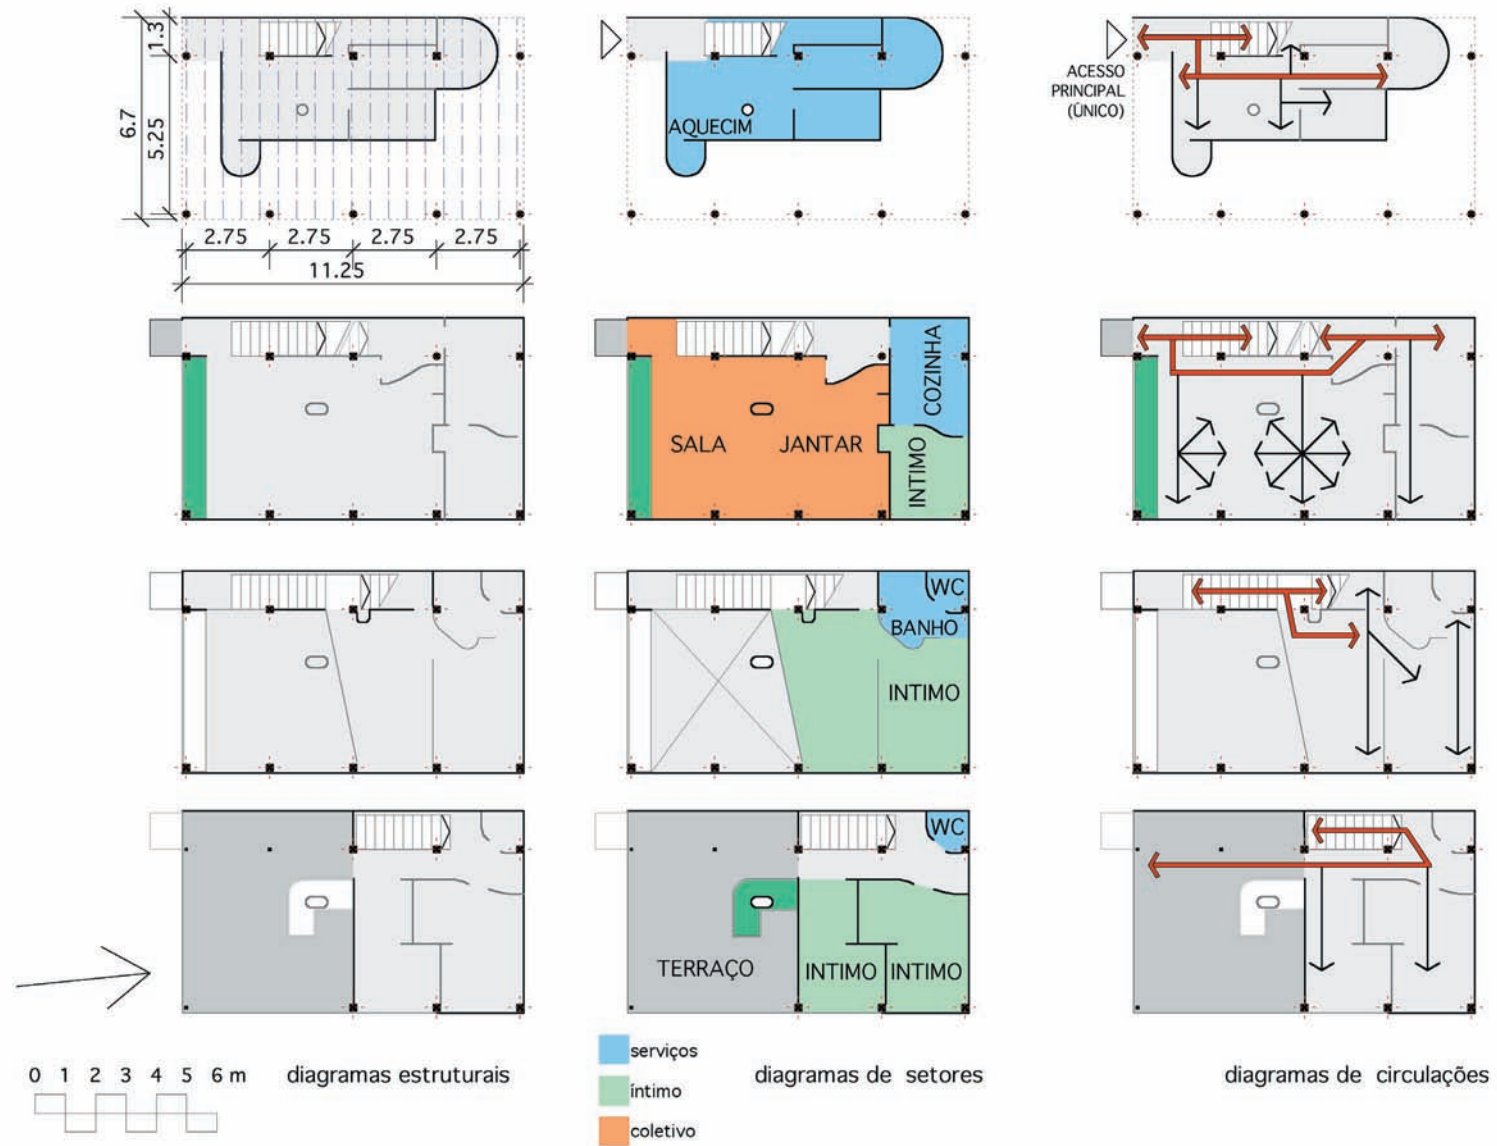 1.3
6.7
5.25
2.75 2.75 2.75 2.75
11.25
AQUECIM
ACESSO
PRINCIPAL
(ÚNICO)
SALA
JANTAR
COZINHA
INTIMO
WC
BANHO
INTIMO
WC
TERRAÇO
INTIMO
INTIMO
0 1 2 3 4 5 6 m
diagramas estruturais
serviços
íntimo
coletivo
diagramas de setores
diagramas de circulações